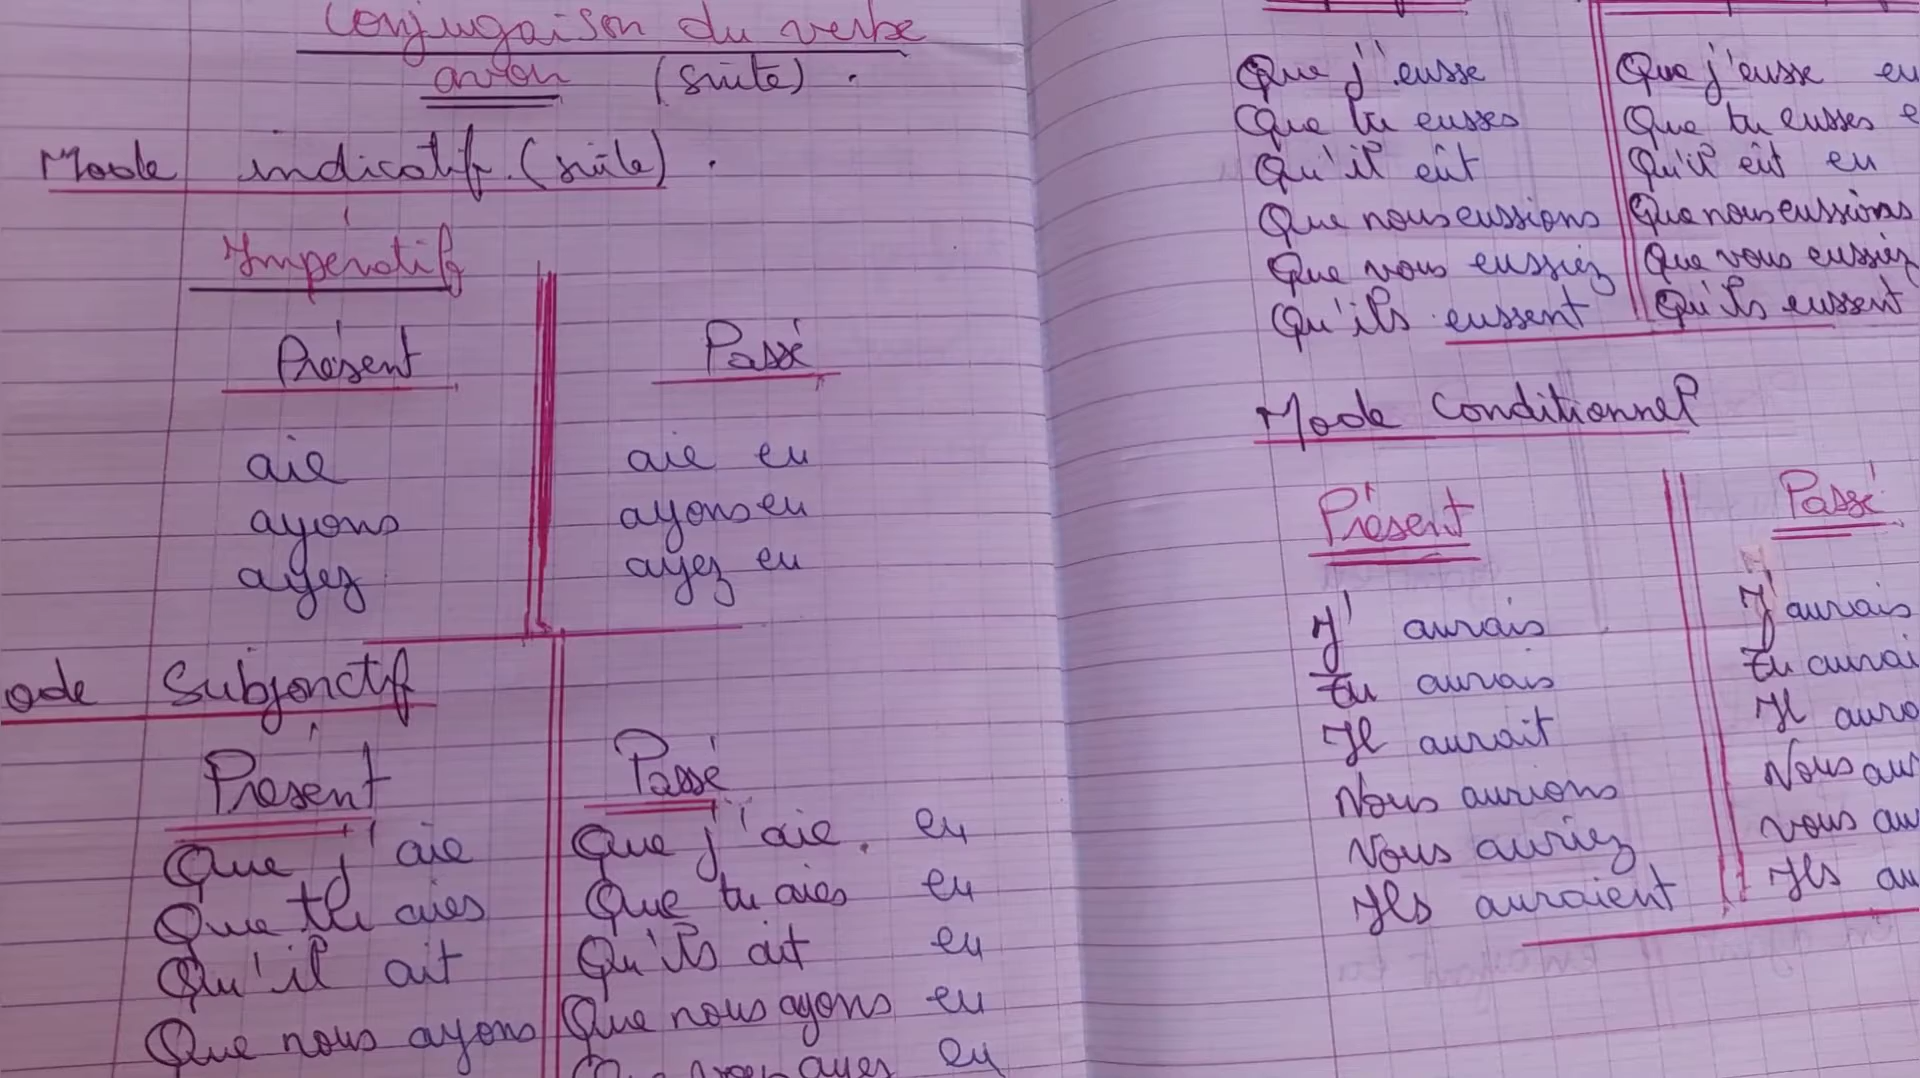 Conjugaison du verbe
avoir (suite).
Mode indicatif (suite).
Impératif
Présent
Passé
aie
ayons
ayez
aie eu
ayons eu
ayez eu
ode Subjonctif
Présent
Passé
Que j'aie
Que tu aies
Qu'il ait
Que nous ayons
Que j'aie. eu
Que tu aies eu
Qu'ils ait eu
Que nous ayons eu
ayez eu
Que j'eusse
Que tu eusses
Qu'il eût
Que nous eussions
Que vous eussiez
Qu'ils eussent
Que j'eusse eu
Que tu eusses e
Qu'il eût eu
Que nous eussions
Que vous eussiez
Qu'ils eussent
Mode Conditionnel
Présent
Passé
J' aurais
tu aurais
Il aurait
Nous aurions
Vous auriez
Ils auraient
J'aurais
tu aurai
Il aura
Nous aur
vous au
Ils au